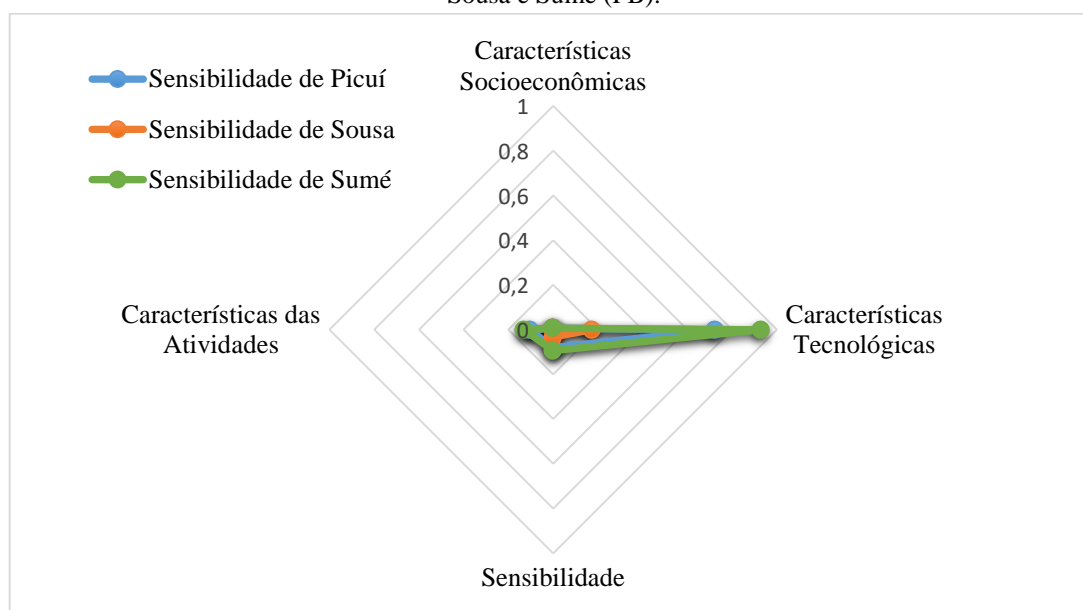 Sousa e Sumé (PB).
Características
Socioeconômicas
Sensibilidade de Picuí
Sensibilidade de Sousa
Sensibilidade de Sumé
1
0,8
0,6
0,4
0,2
0
Características das
Atividades
Características
Tecnológicas
Sensibilidade